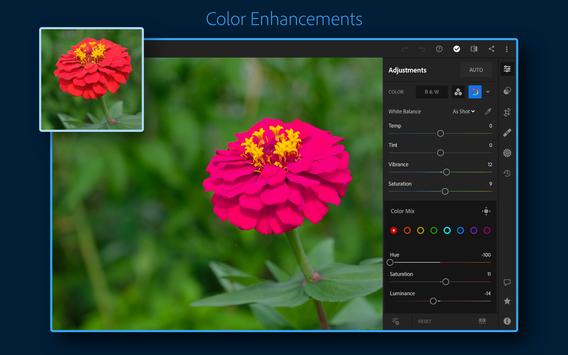 Color Enhancements
Adjustments
AUTO
COLOR
B & W
White Balance
As Shot
Temp
0
Tint
0
Vibrance
12
Saturation
9
Color Mix
Hue
-100
Saturation
11
Luminance
-14
RESET